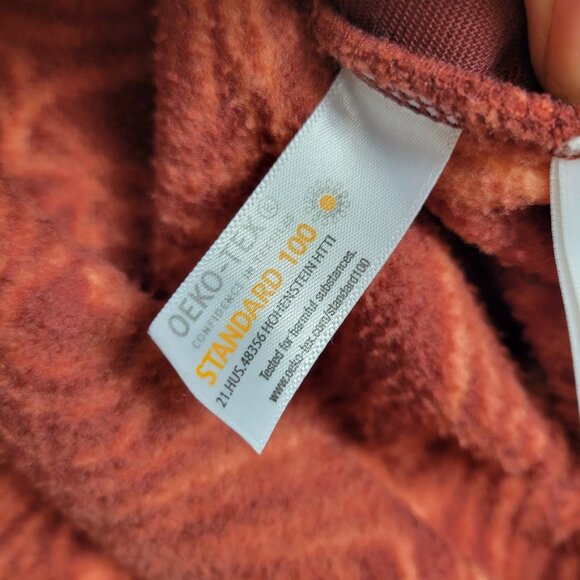 OEKO-TEX®
CONFIDENCE IN TEXTILES
STANDARD 100
21.HUS.48356 HOHENSTEIN HTTI
Tested for harmful substances.
www.oeko-tex.com/standard100